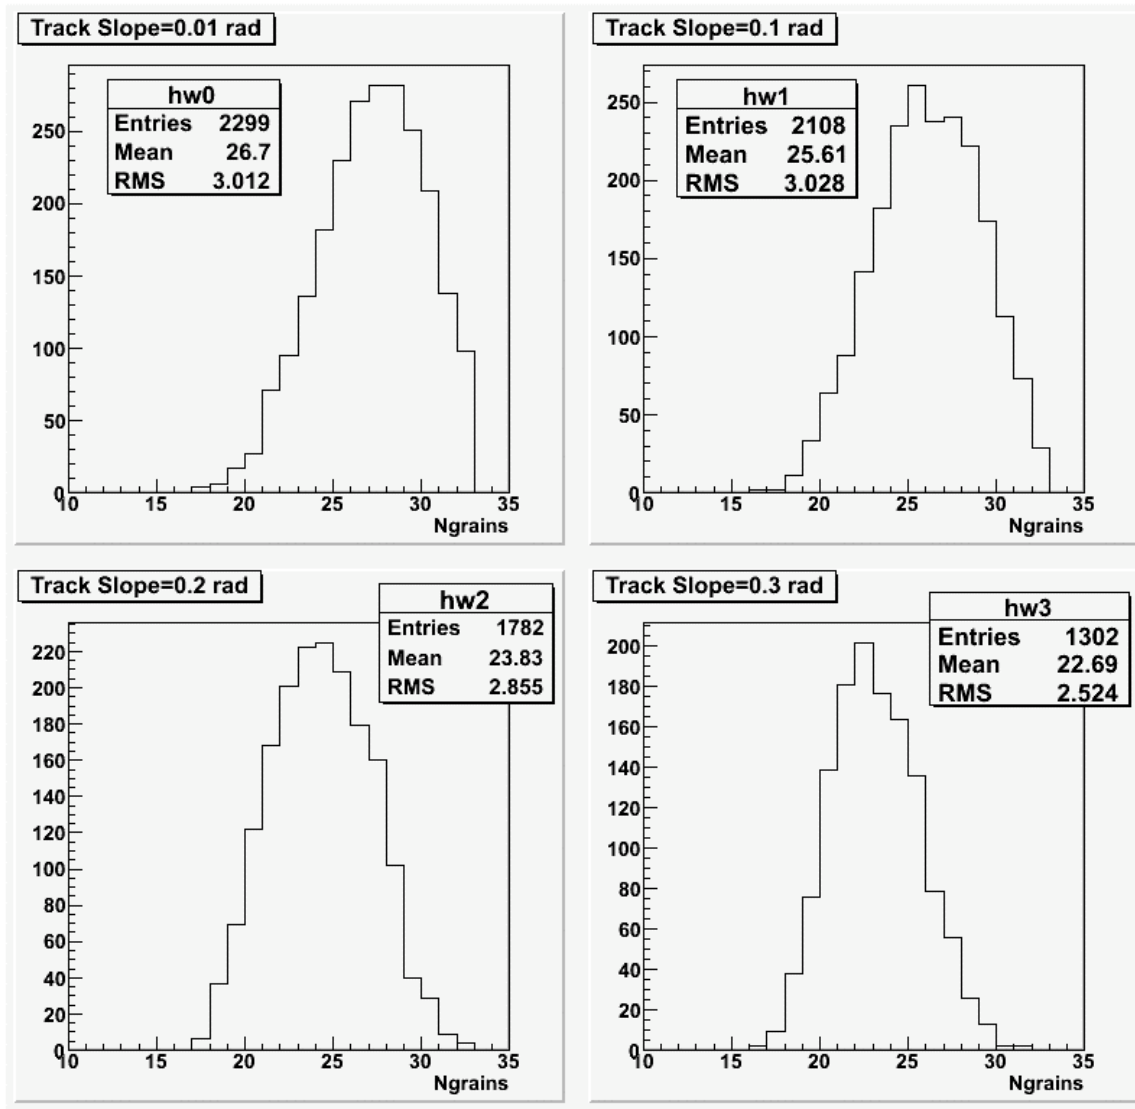 Track Slope=0.01 rad
hw0
Entries 2299
Mean 26.7
RMS 3.012
250
200
150
100
50
0
10 15 20 25 30 35
Ngrains
Track Slope=0.1 rad
hw1
Entries 2108
Mean 25.61
RMS 3.028
250
200
150
100
50
0
10 15 20 25 30 35
Ngrains
Track Slope=0.2 rad
hw2
Entries 1782
Mean 23.83
RMS 2.855
220
200
180
160
140
120
100
80
60
40
20
0
10 15 20 25 30 35
Ngrains
Track Slope=0.3 rad
hw3
Entries 1302
Mean 22.69
RMS 2.524
200
180
160
140
120
100
80
60
40
20
0
10 15 20 25 30 35
Ngrains